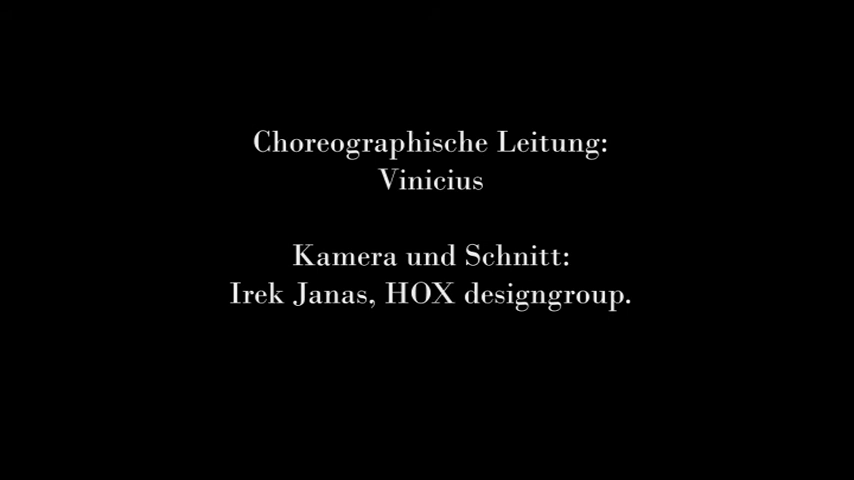 Choreographische Leitung:
Vinicius
Kamera und Schnitt:
Irek Janas, HOX designgroup.